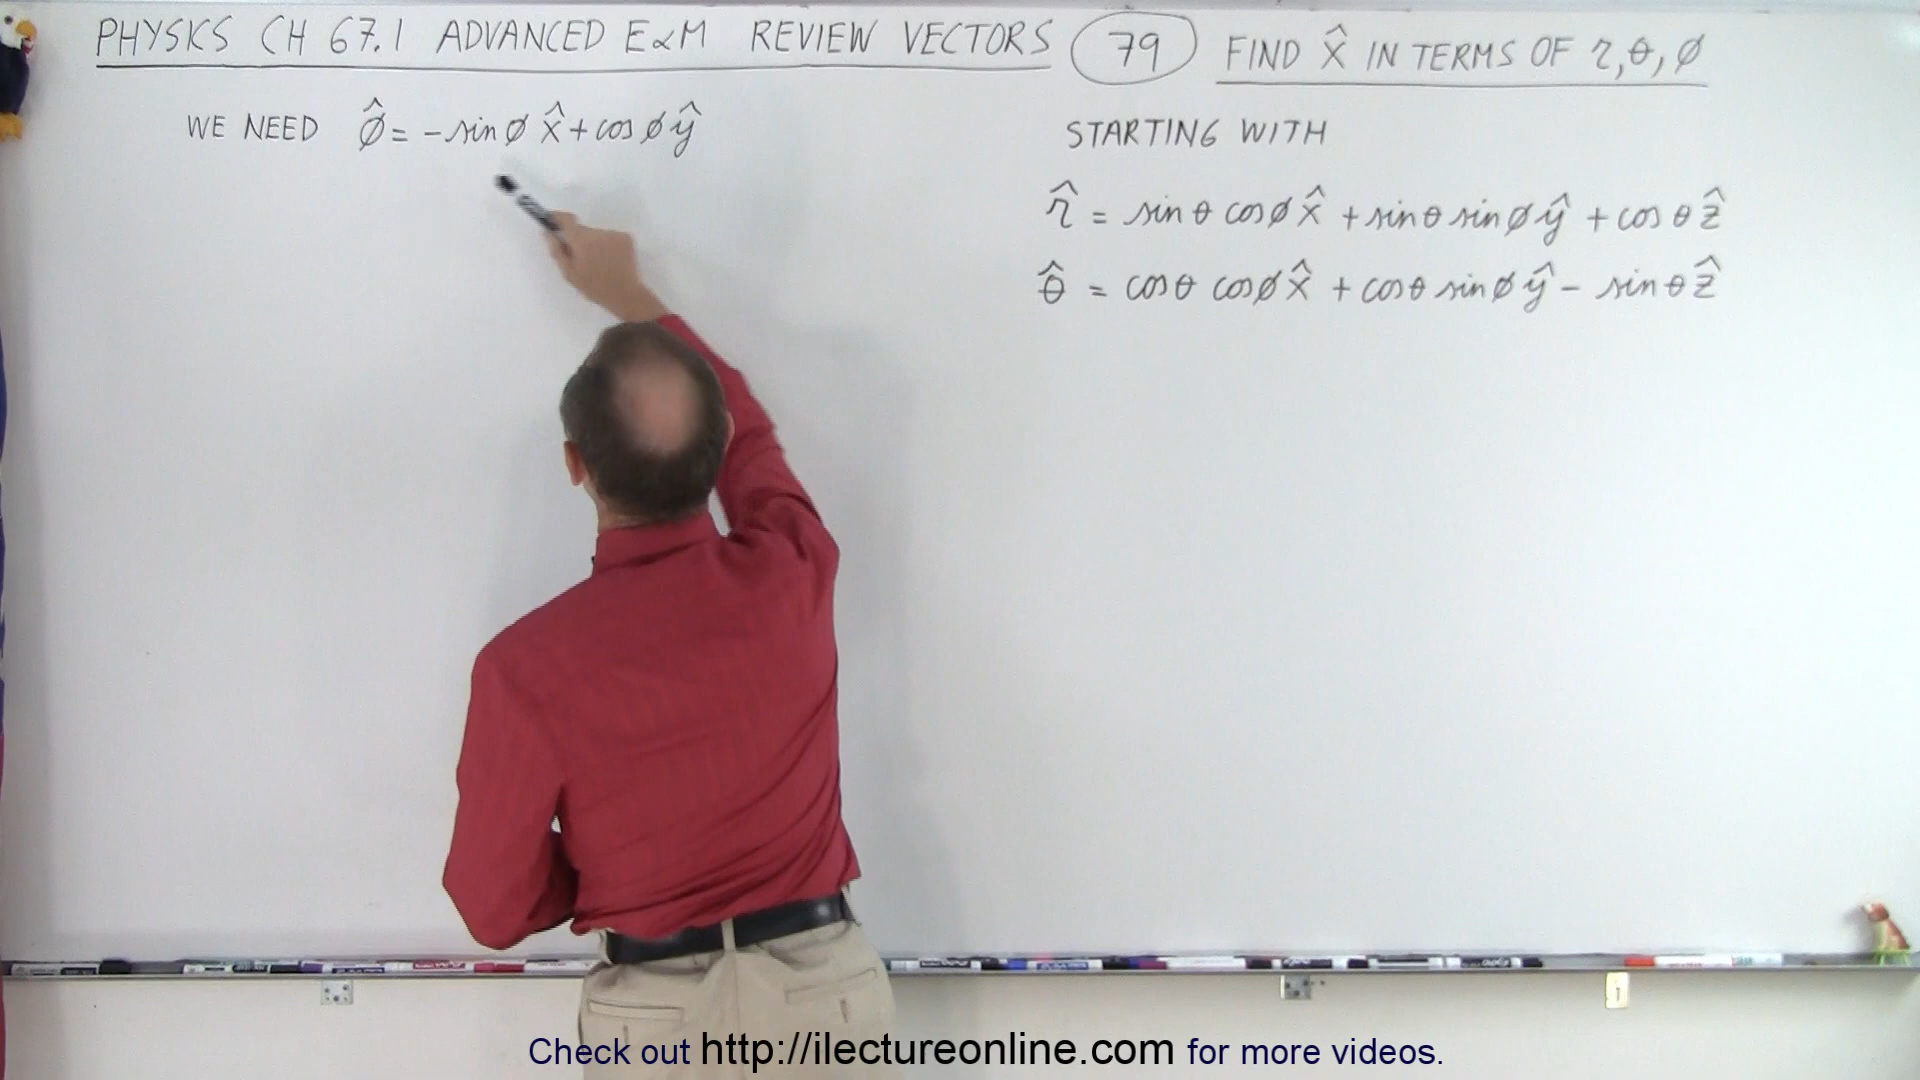 PHYSICS CH 67.1 ADVANCED E&M REVIEW VECTORS 79 FIND x̂ IN TERMS OF r, θ, ϕ
WE NEED ϕ̂ = - sin ϕ x̂ + cos ϕ ŷ
STARTING WITH
r̂ = sin θ cos ϕ x̂ + sin θ sin ϕ ŷ + cos θ ẑ
θ̂ = cos θ cos ϕ x̂ + cos θ sin ϕ ŷ - sin θ ẑ
Check out http://ilectureonline.com for more videos.